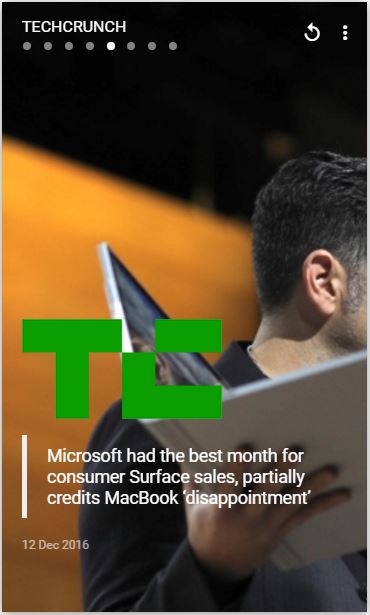 TECHCRUNCH
TC
Microsoft had the best month for
consumer Surface sales, partially
credits MacBook ‘disappointment’
12 Dec 2016